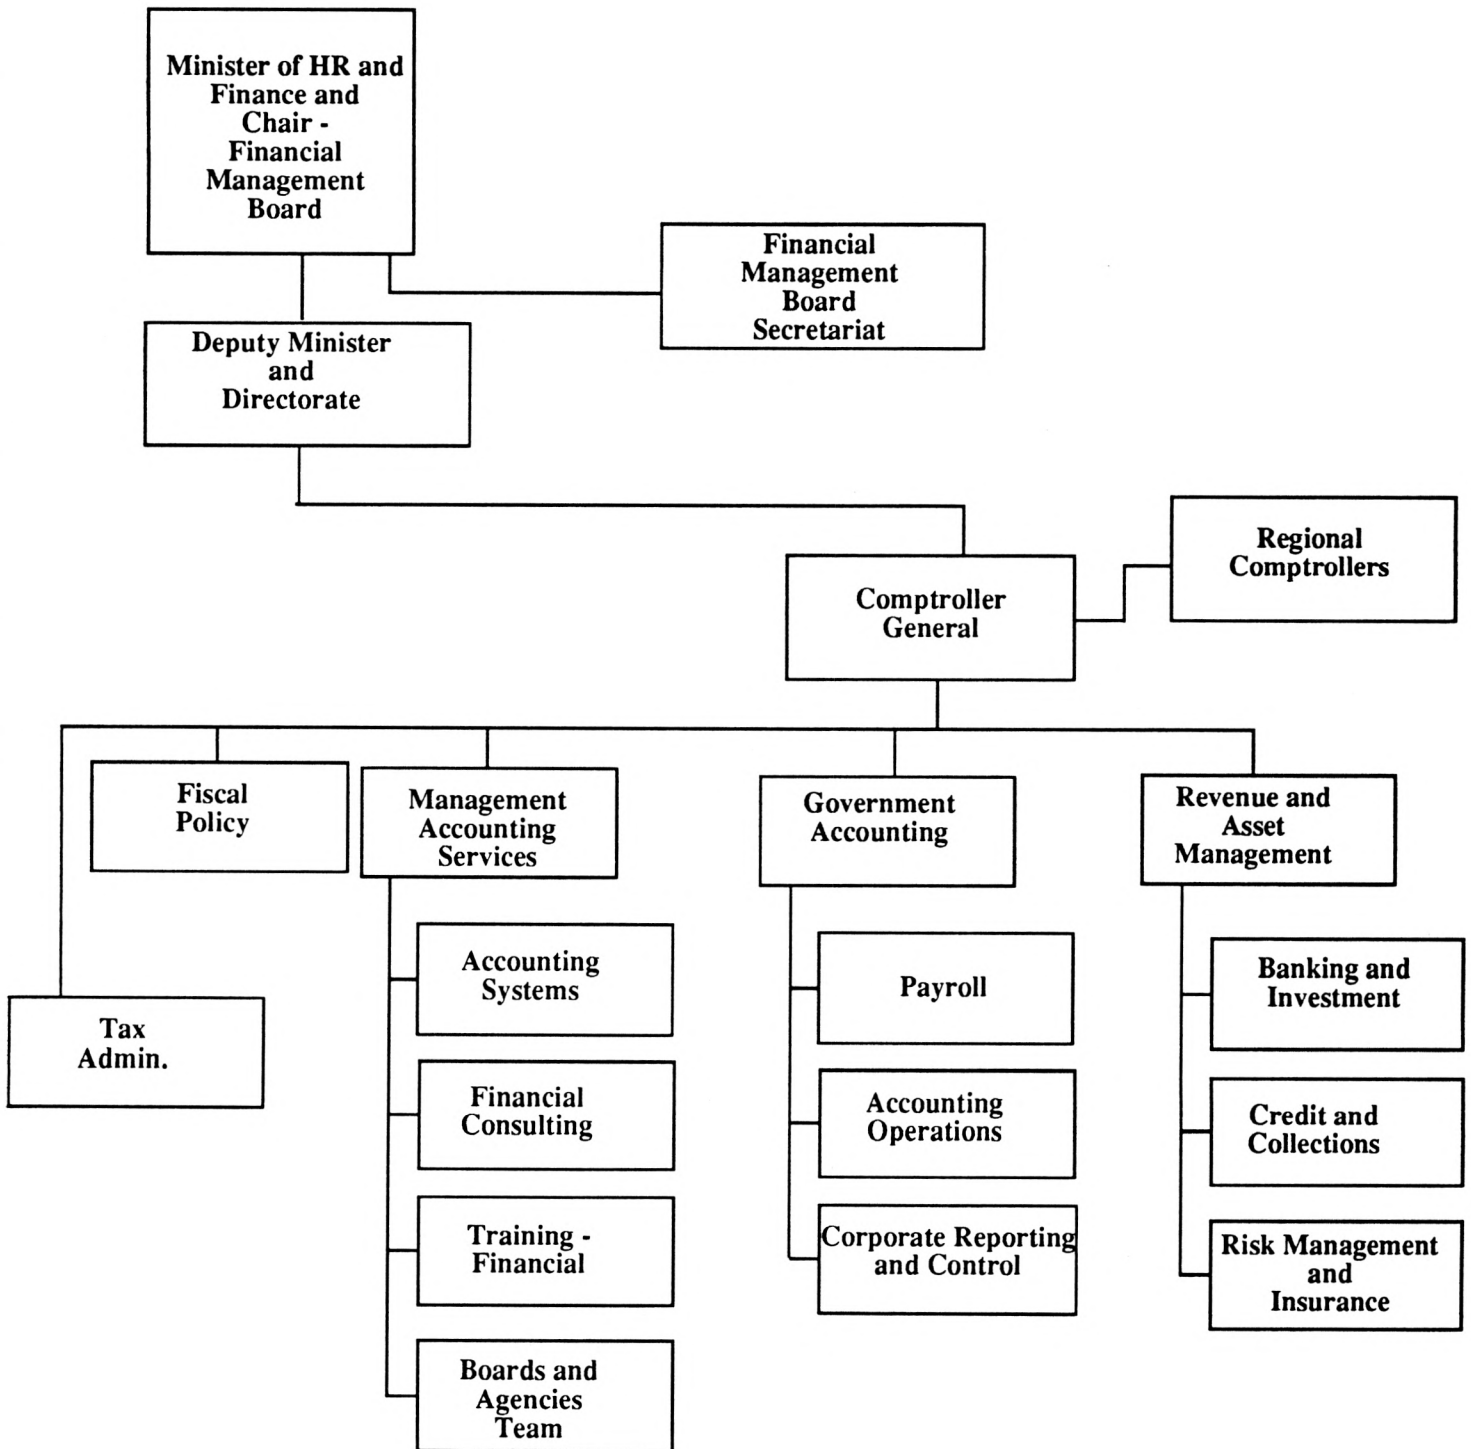 Minister of HR and
Finance and
Chair -
Financial
Management
Board
Financial
Management
Board
Secretariat
Deputy Minister
and
Directorate
Regional
Comptrollers
Comptroller
General
Fiscal
Policy
Management
Accounting
Services
Government
Accounting
Revenue and
Asset
Management
Tax
Admin.
Accounting
Systems
Financial
Consulting
Training -
Financial
Boards and
Agencies
Team
Payroll
Accounting
Operations
Corporate Reporting
and Control
Banking and
Investment
Credit and
Collections
Risk Management
and
Insurance